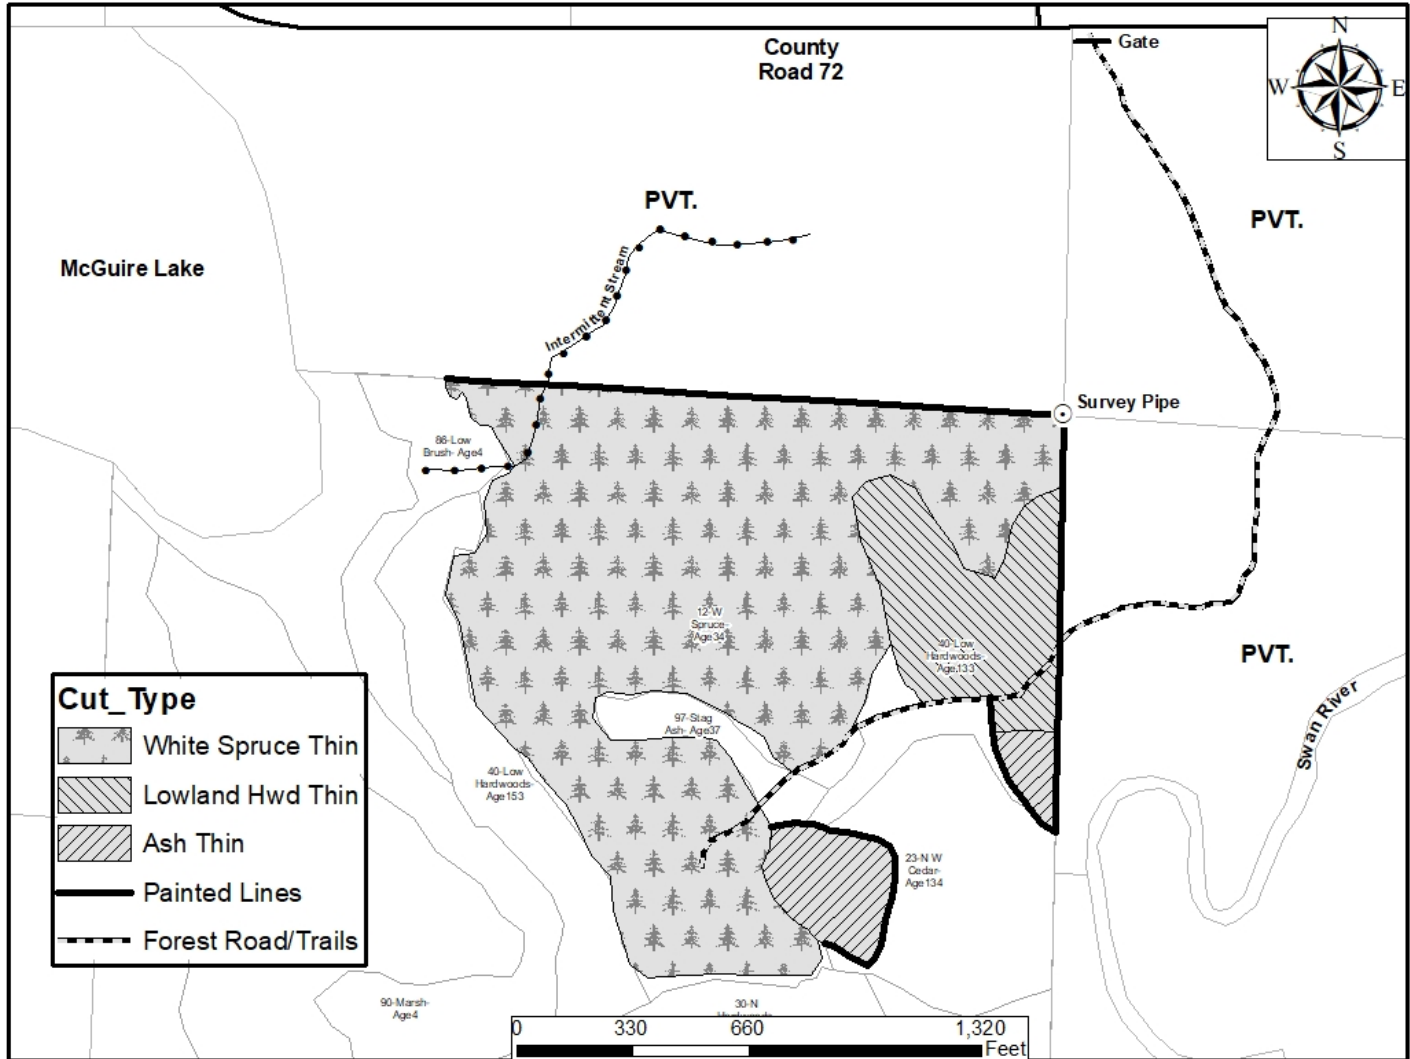 County
Road 72
Gate
N
W
E
S
PVT.
PVT.
McGuire Lake
Intermittent Stream
Survey Pipe
86-Low
Brush- Age4
12-W
Spruce-
Age34
40-Low
Hardwoods-
Age133
PVT.
Cut_Type
White Spruce Thin
Lowland Hwd Thin
Ash Thin
Painted Lines
Forest Road/Trails
97-Stag
Ash- Age37
Swan River
40-Low
Hardwoods-
Age153
23-N W
Cedar-
Age134
90-Marsh-
Age4
30-N
0 330 660 1,320
Feet